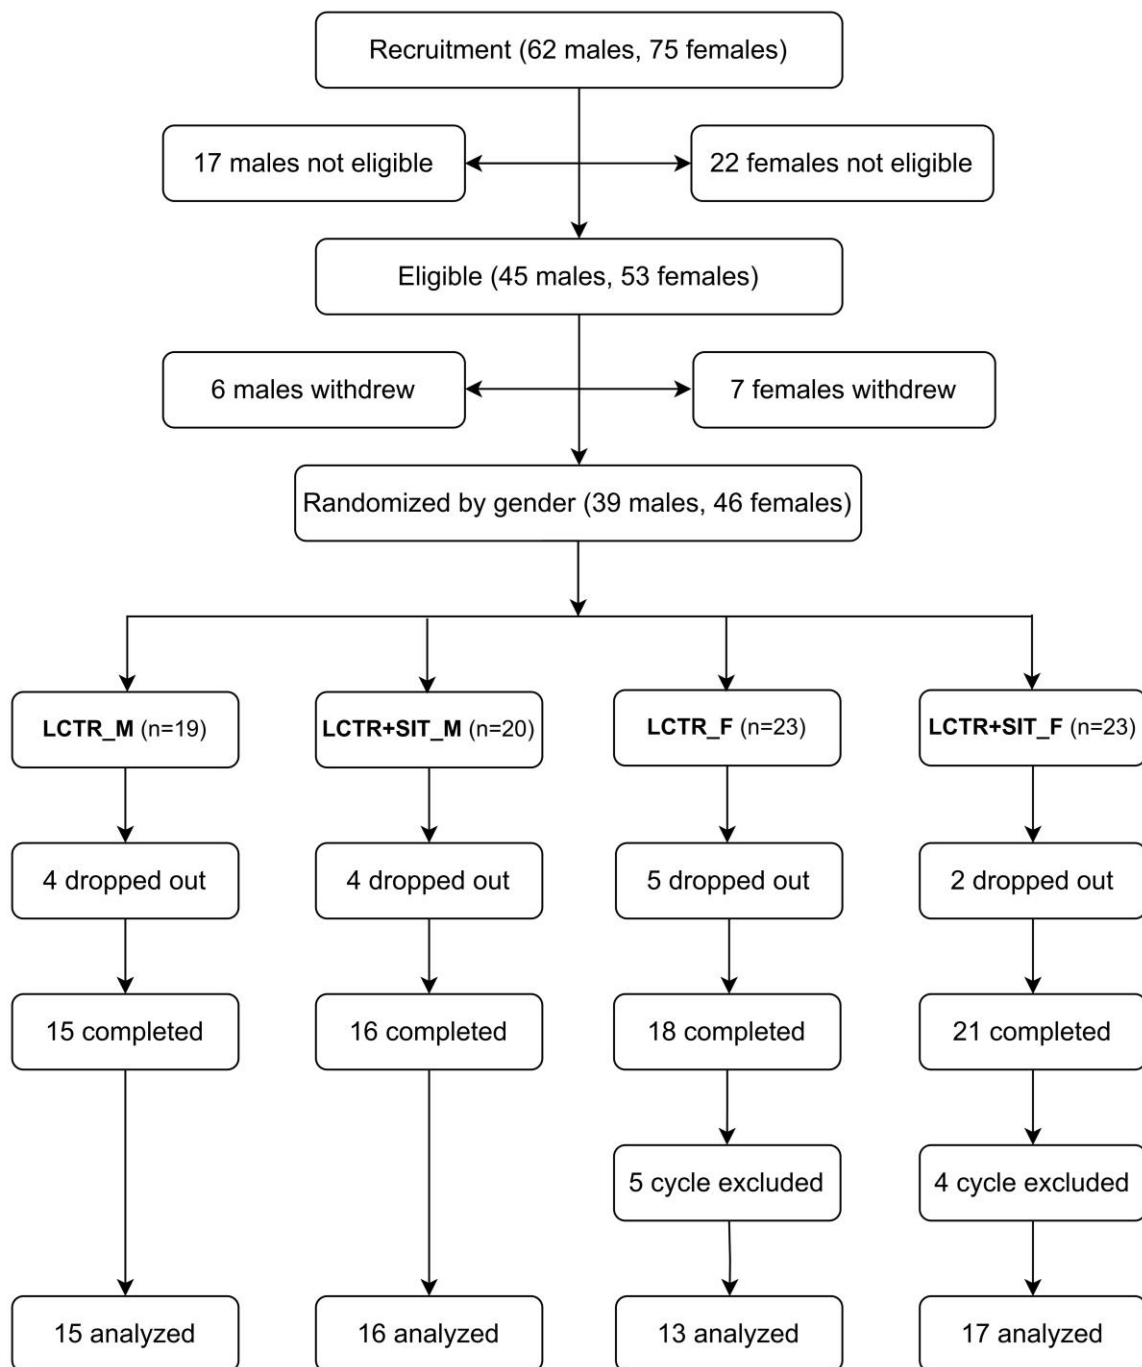 Recruitment (62 males, 75 females)
17 males not eligible
22 females not eligible
Eligible (45 males, 53 females)
6 males withdrew
7 females withdrew
Randomized by gender (39 males, 46 females)
LCTR_M (n=19)
LCTR+SIT_M (n=20)
LCTR_F (n=23)
LCTR+SIT_F (n=23)
4 dropped out
4 dropped out
5 dropped out
2 dropped out
15 completed
16 completed
18 completed
21 completed
5 cycle excluded
4 cycle excluded
15 analyzed
16 analyzed
13 analyzed
17 analyzed